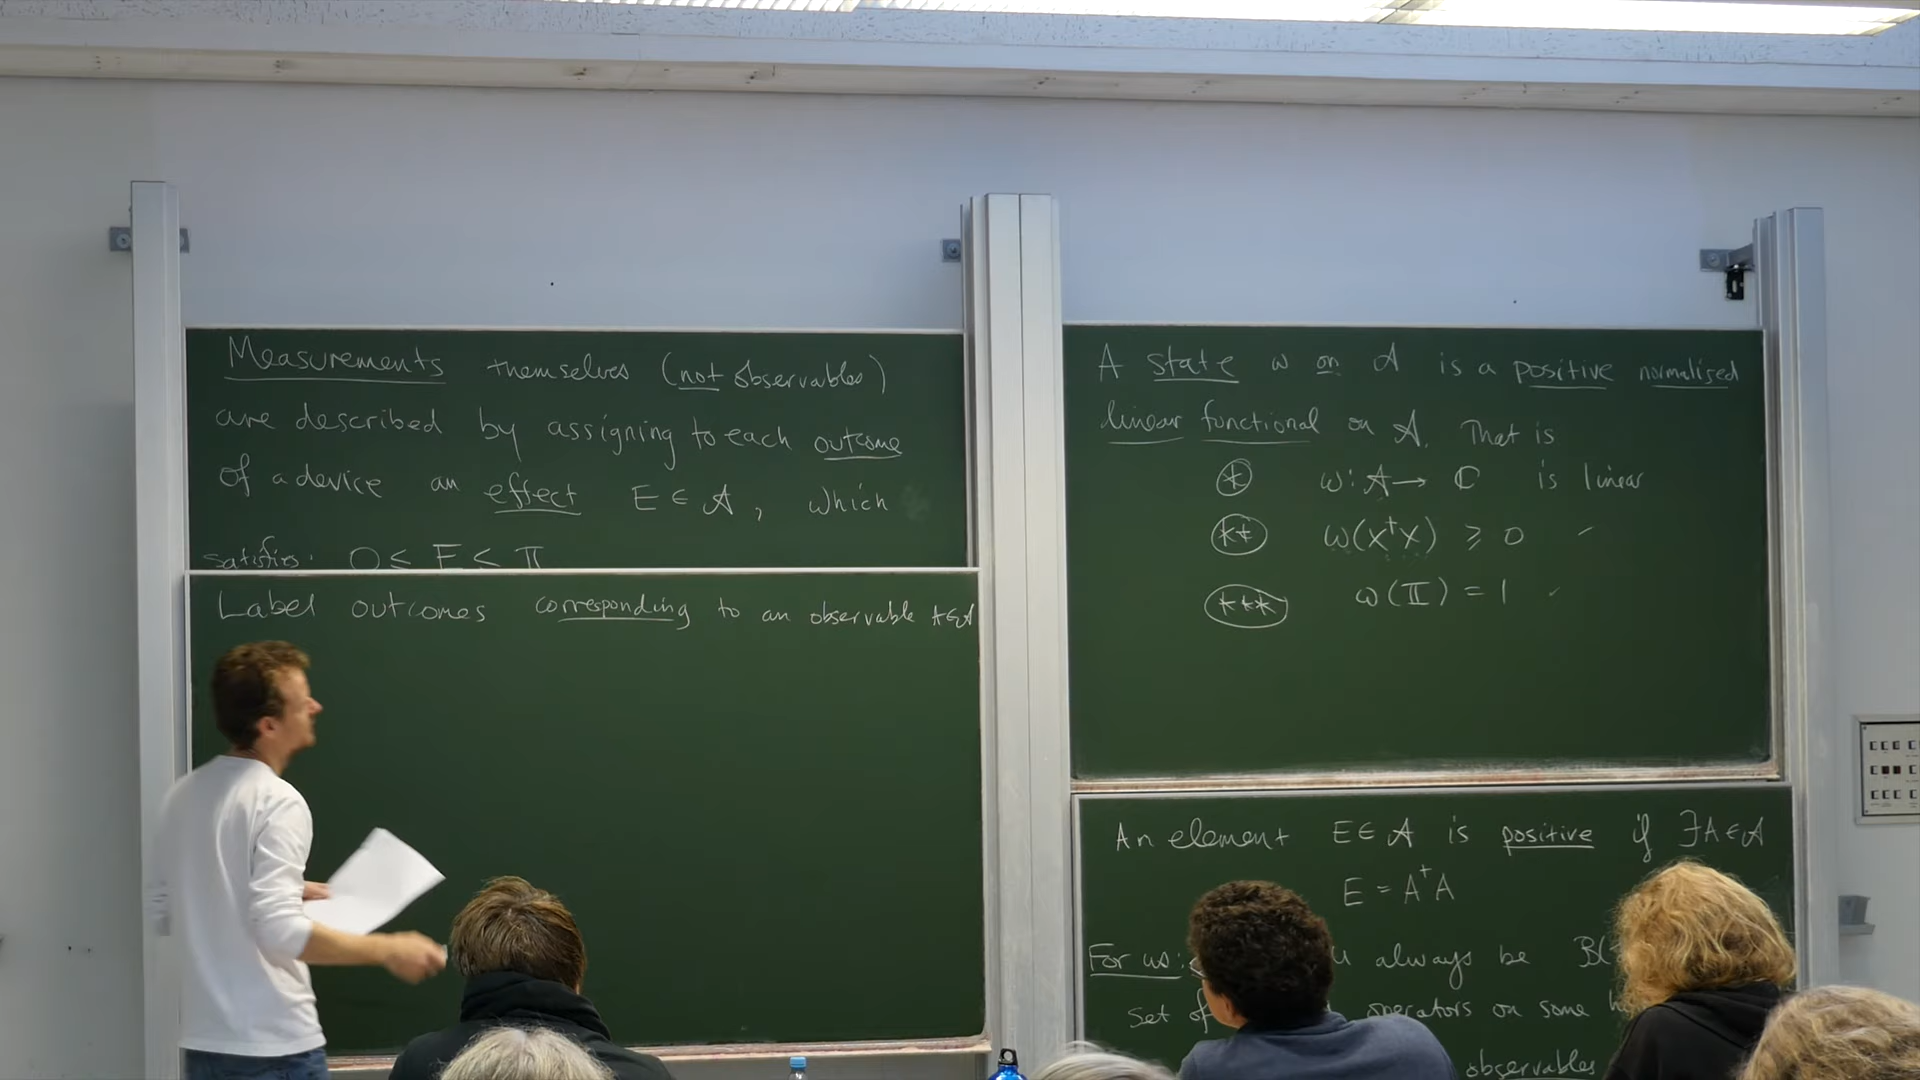 Measurements themselves (not observables)
are described by assigning to each outcome
of a device an effect E ∈ 𝒜, which
satisfies: 0 ≤ E ≤ 𝕀
Label outcomes corresponding to an observable A∈𝒜
A state ω on 𝒜 is a positive normalised
linear functional on 𝒜. That is
(*) ω: 𝒜 → ℂ is linear
(**) ω(X†X) ≥ 0
(***) ω(𝕀) = 1
An element E ∈ 𝒜 is positive if ∃A∈𝒜
E = A†A
For us: always be B(
set of operators on some
observables